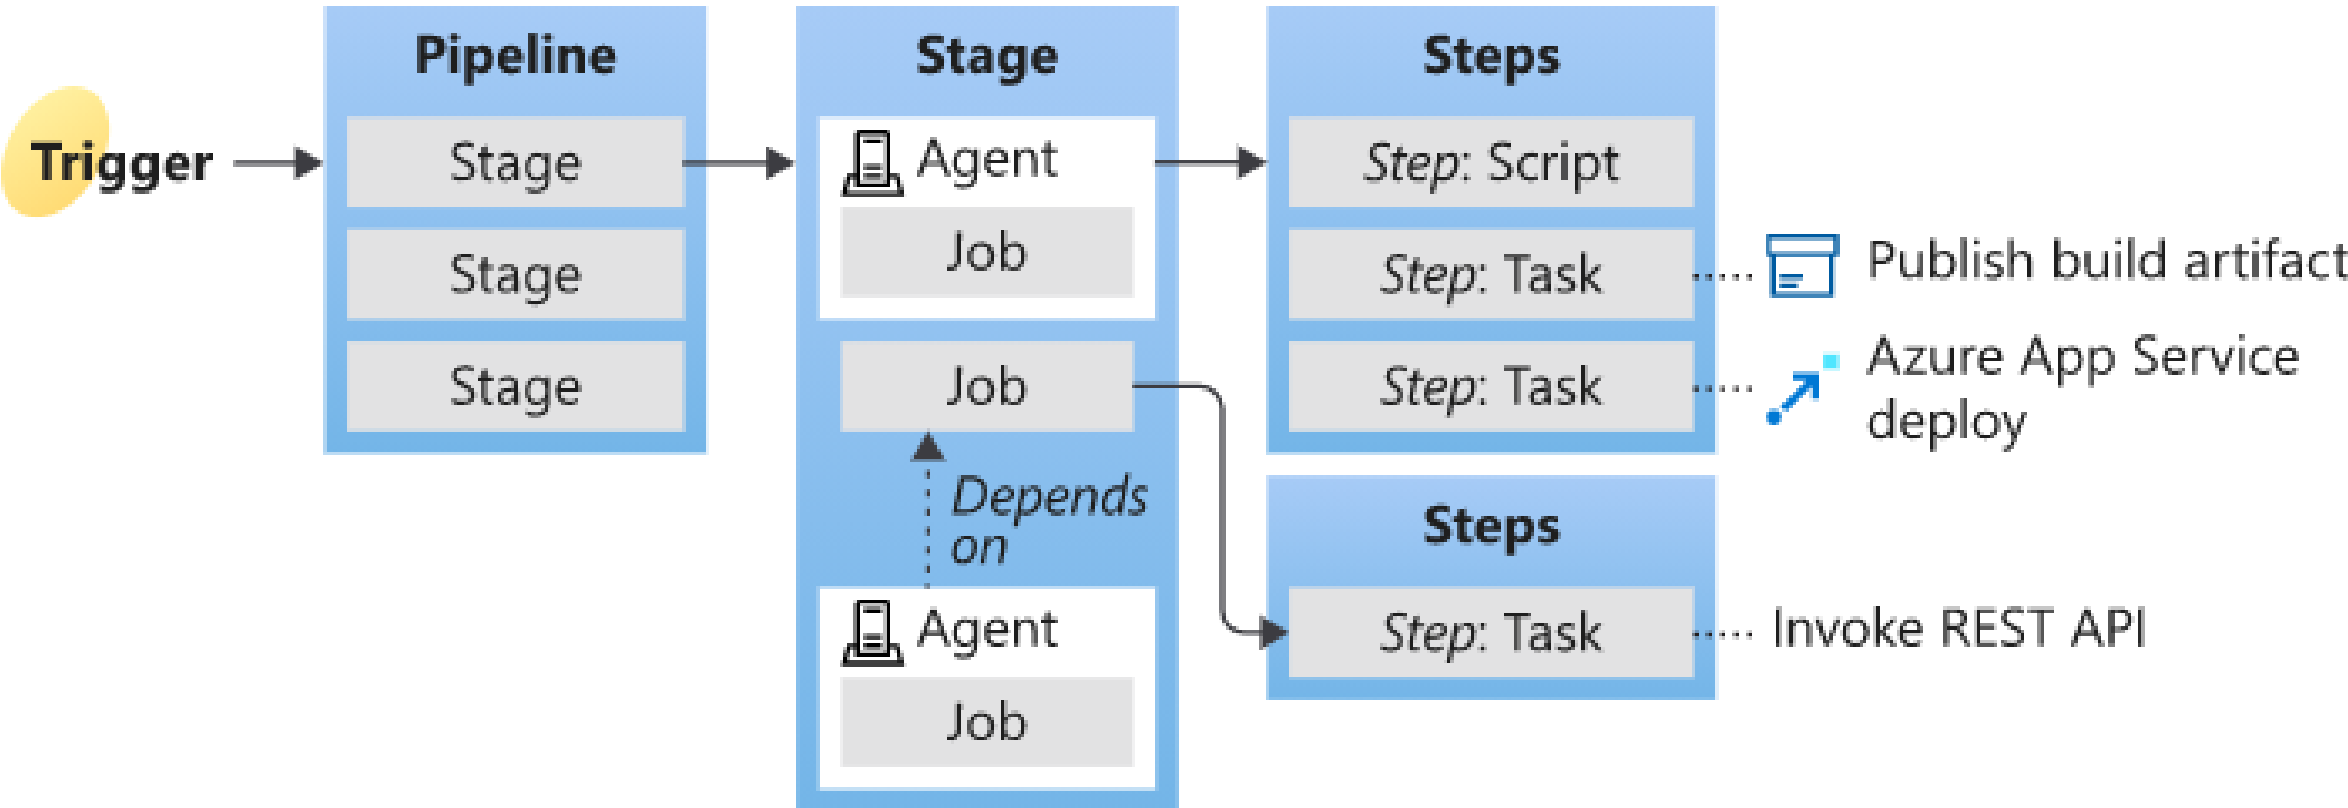 Trigger
Pipeline
Stage
Stage
Stage
Stage
Agent
Job
Job
Depends
on
Agent
Job
Steps
Step: Script
Step: Task
Step: Task
Publish build artifact
Azure App Service
deploy
Steps
Step: Task
Invoke REST API